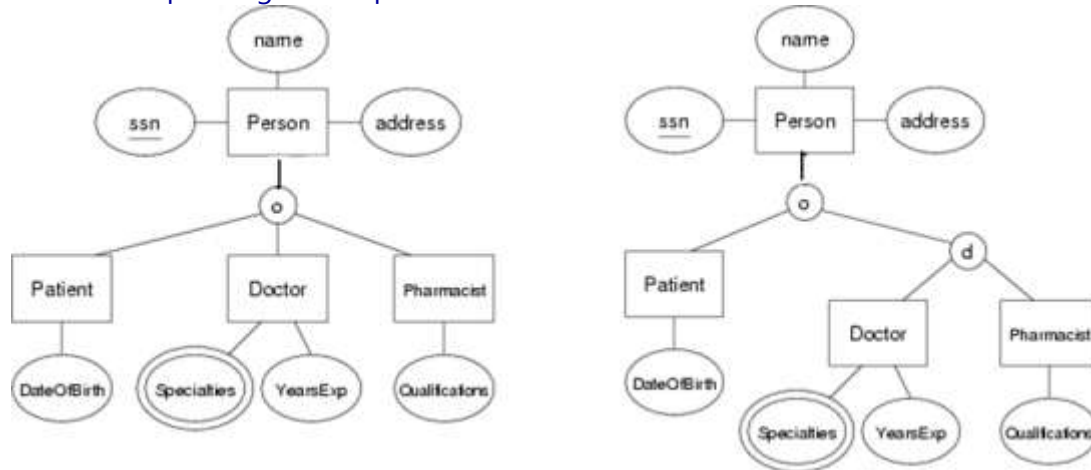 name
ssn
Person
address
o
Patient
Doctor
Pharmacist
DateOfBirth
Specialties
YearsExp
Qualifications
name
ssn
Person
address
o
d
Patient
Doctor
Pharmacist
DateOfBirth
Specialties
YearsExp
Qualifications